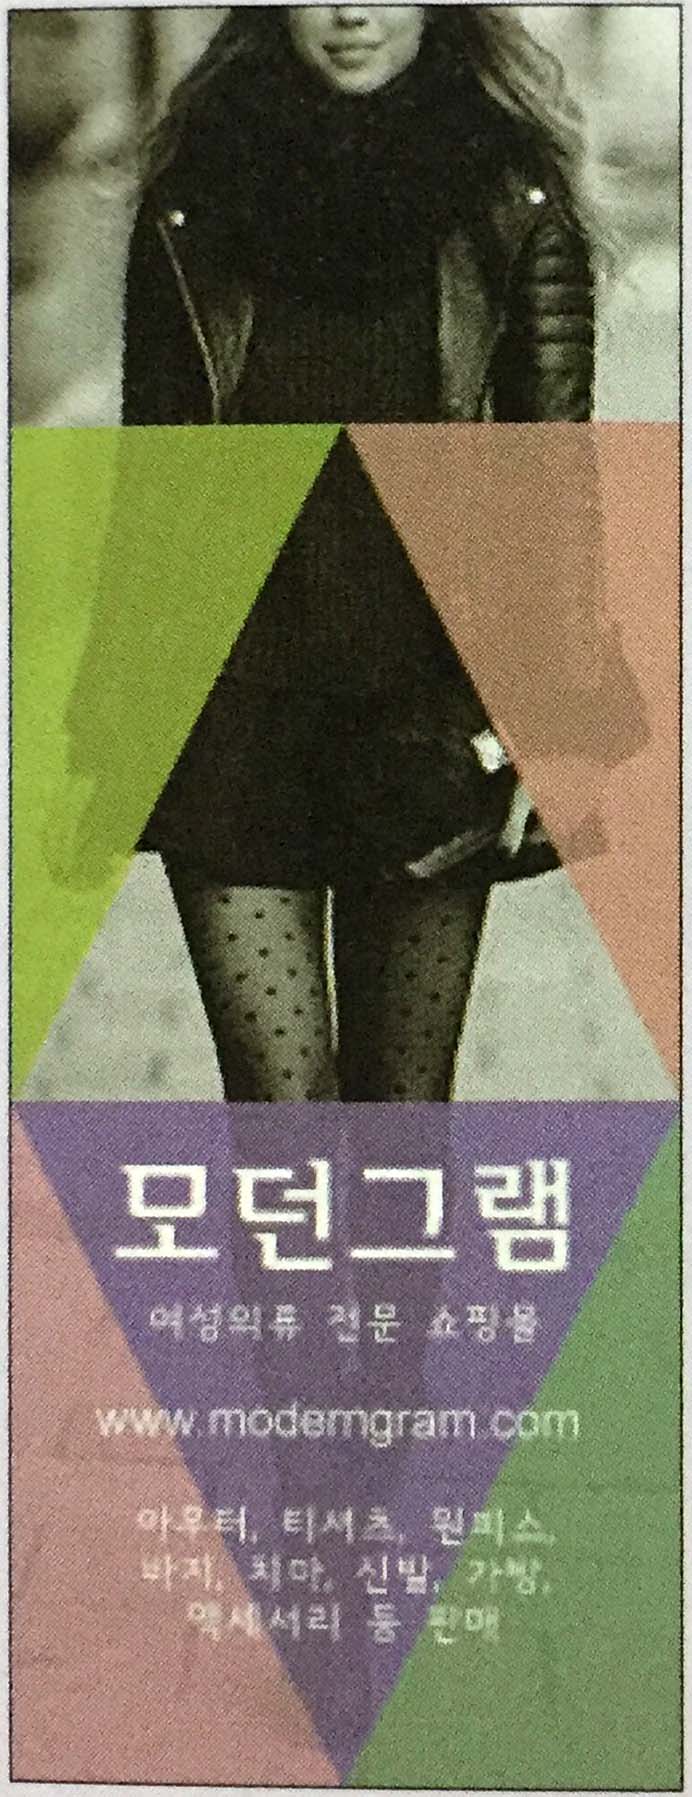 모던그램
여성의류 전문 쇼핑몰
www.moderngram.com
아우터, 티셔츠, 원피스,
바지, 치마, 신발, 가방,
액세서리 등 판매